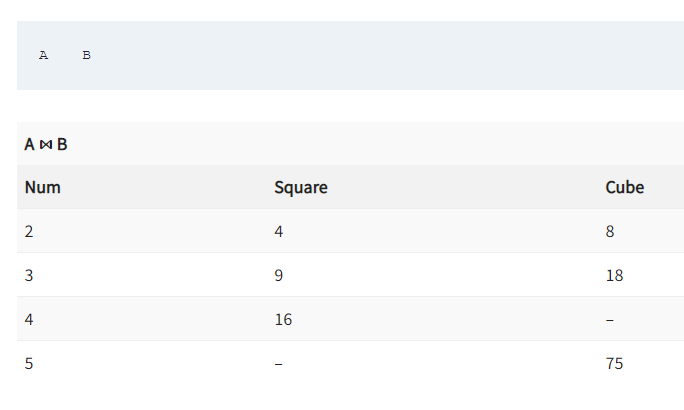 A B
A ⋈ B
Num Square Cube
2 4 8
3 9 18
4 16 –
5 – 75